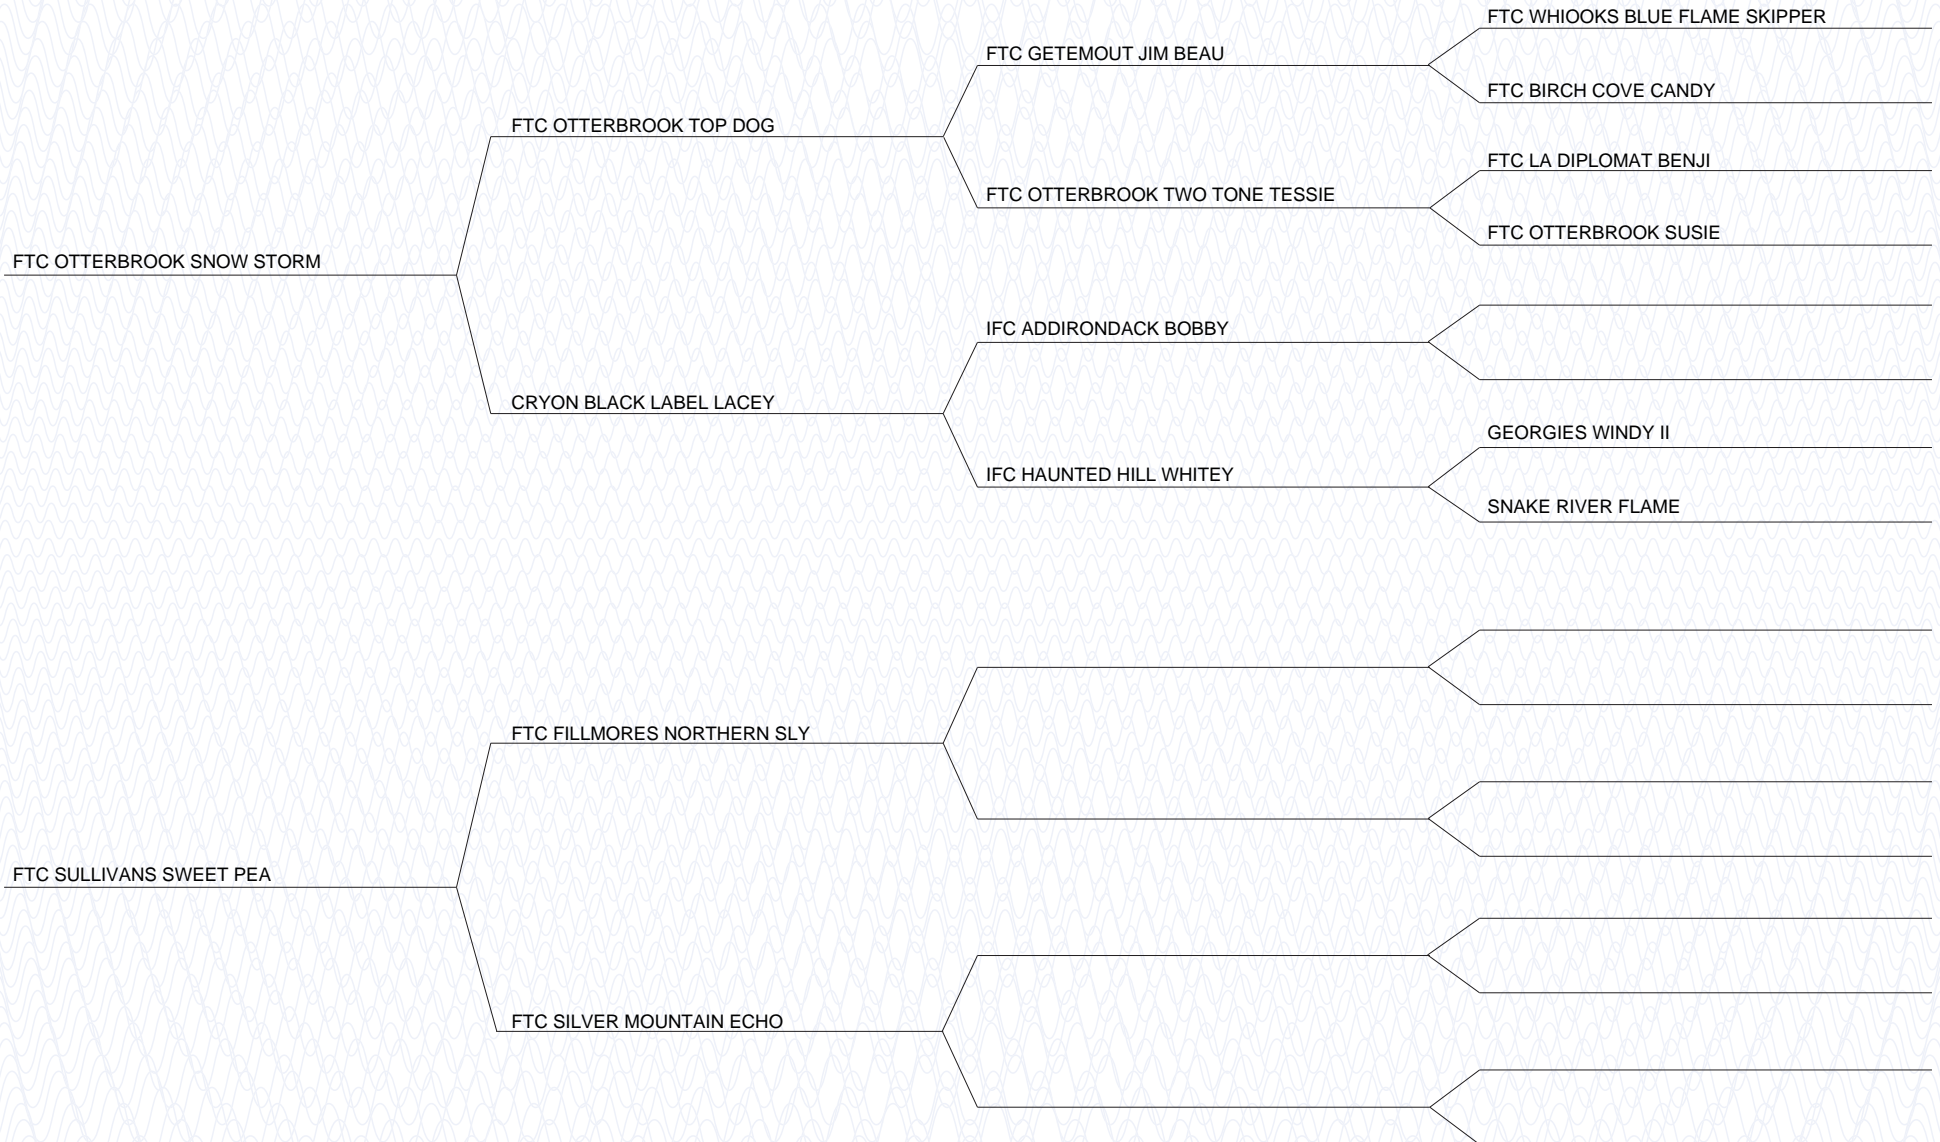 FTC WHIOOKS BLUE FLAME SKIPPER
FTC GETEMOUT JIM BEAU
FTC BIRCH COVE CANDY
FTC OTTERBROOK TOP DOG
FTC LA DIPLOMAT BENJI
FTC OTTERBROOK TWO TONE TESSIE
FTC OTTERBROOK SUSIE
FTC OTTERBROOK SNOW STORM
IFC ADDIRONDACK BOBBY
CRYON BLACK LABEL LACEY
GEORGIES WINDY II
IFC HAUNTED HILL WHITEY
SNAKE RIVER FLAME
FTC FILLMORES NORTHERN SLY
FTC SULLIVANS SWEET PEA
FTC SILVER MOUNTAIN ECHO